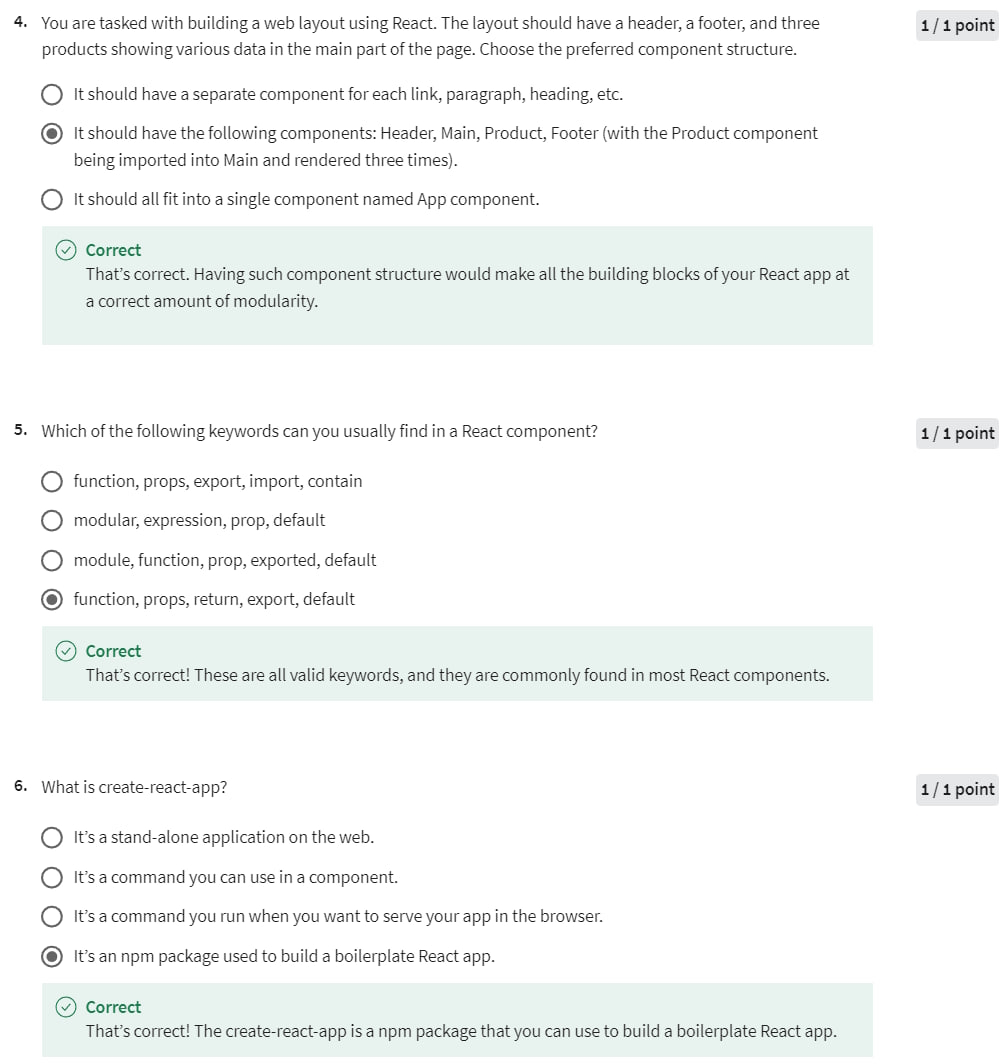 4. You are tasked with building a web layout using React. The layout should have a header, a footer, and three
1 / 1 point
products showing various data in the main part of the page. Choose the preferred component structure.
It should have a separate component for each link, paragraph, heading, etc.
It should have the following components: Header, Main, Product, Footer (with the Product component
being imported into Main and rendered three times).
It should all fit into a single component named App component.
Correct
That’s correct. Having such component structure would make all the building blocks of your React app at
a correct amount of modularity.
5. Which of the following keywords can you usually find in a React component?
1 / 1 point
function, props, export, import, contain
modular, expression, prop, default
module, function, prop, exported, default
function, props, return, export, default
Correct
That’s correct! These are all valid keywords, and they are commonly found in most React components.
6. What is create-react-app?
1 / 1 point
It’s a stand-alone application on the web.
It’s a command you can use in a component.
It’s a command you run when you want to serve your app in the browser.
It’s an npm package used to build a boilerplate React app.
Correct
That’s correct! The create-react-app is a npm package that you can use to build a boilerplate React app.